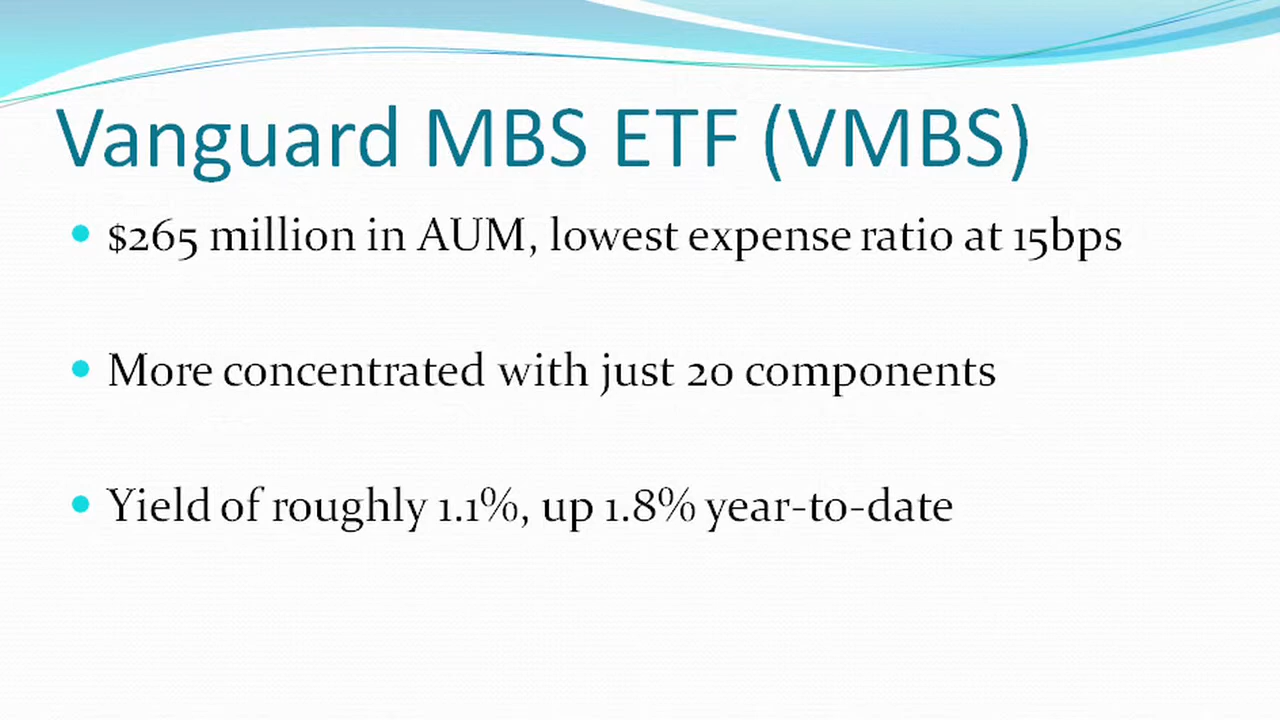 Vanguard MBS ETF (VMBS)
• $265 million in AUM, lowest expense ratio at 15bps
• More concentrated with just 20 components
• Yield of roughly 1.1%, up 1.8% year-to-date